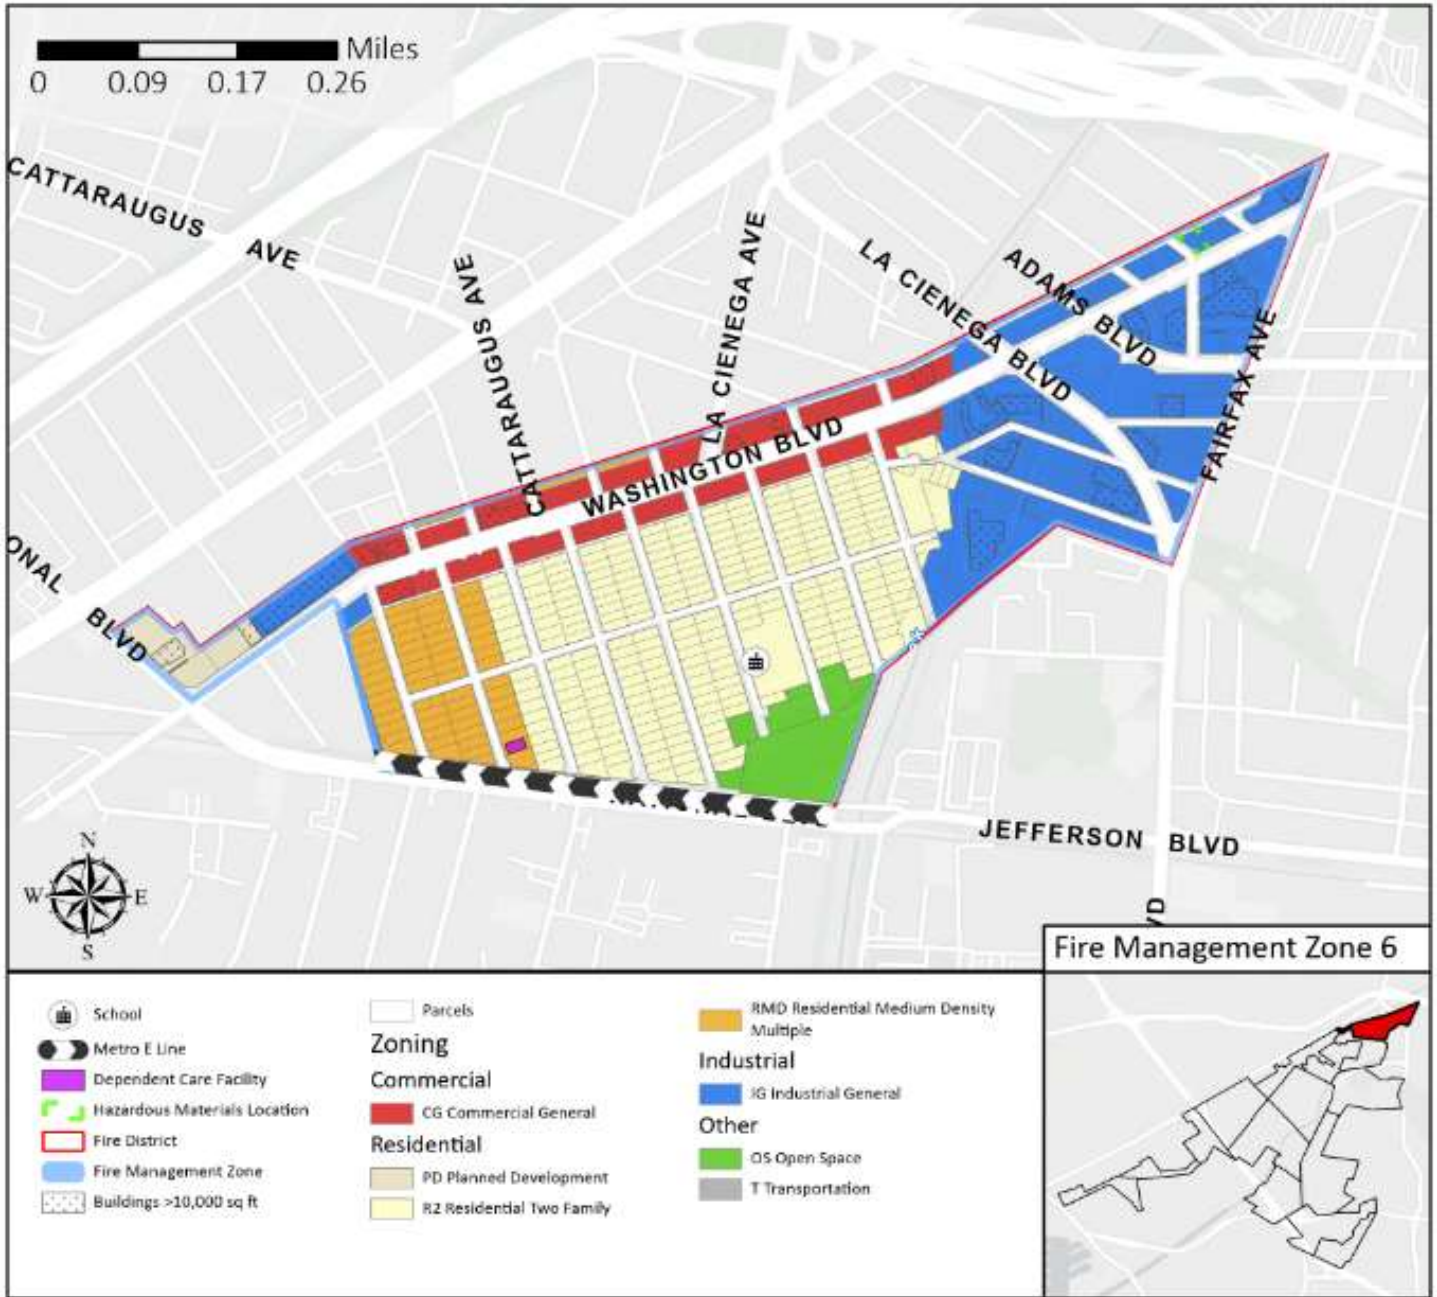 Miles
0 0.09 0.17 0.26
CATTARAUGUS AVE
CATTARAUGUS AVE
LA CIENEGA AVE
LA CIENEGA BLVD
ADAMS BLVD
FAIRFAX AVE
WASHINGTON BLVD
ONAL BLVD
JEFFERSON BLVD
VD
N
W E
S
Fire Management Zone 6
School
Metro E Line
Dependent Care Facility
Hazardous Materials Location
Fire District
Fire Management Zone
Buildings >10,000 sq ft
Parcels
Zoning
Commercial
CG Commercial General
Residential
PD Planned Development
R2 Residential Two Family
RMD Residential Medium Density
Multiple
Industrial
IG Industrial General
Other
OS Open Space
T Transportation